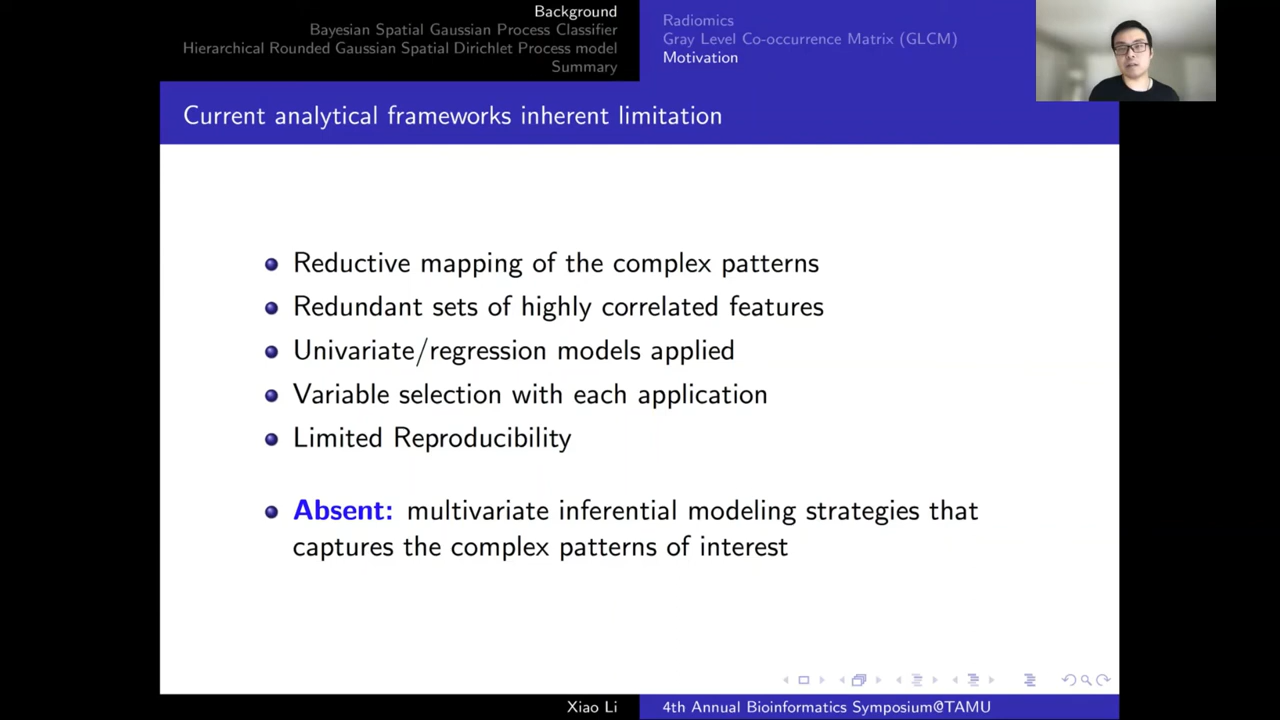 Background
Bayesian Spatial Gaussian Process Classifier
Hierarchical Rounded Gaussian Spatial Dirichlet Process model
Summary
Radiomics
Gray Level Co-occurrence Matrix (GLCM)
Motivation
Current analytical frameworks inherent limitation
Reductive mapping of the complex patterns
Redundant sets of highly correlated features
Univariate/regression models applied
Variable selection with each application
Limited Reproducibility
Absent: multivariate inferential modeling strategies that
captures the complex patterns of interest
Xiao Li
4th Annual Bioinformatics Symposium@TAMU